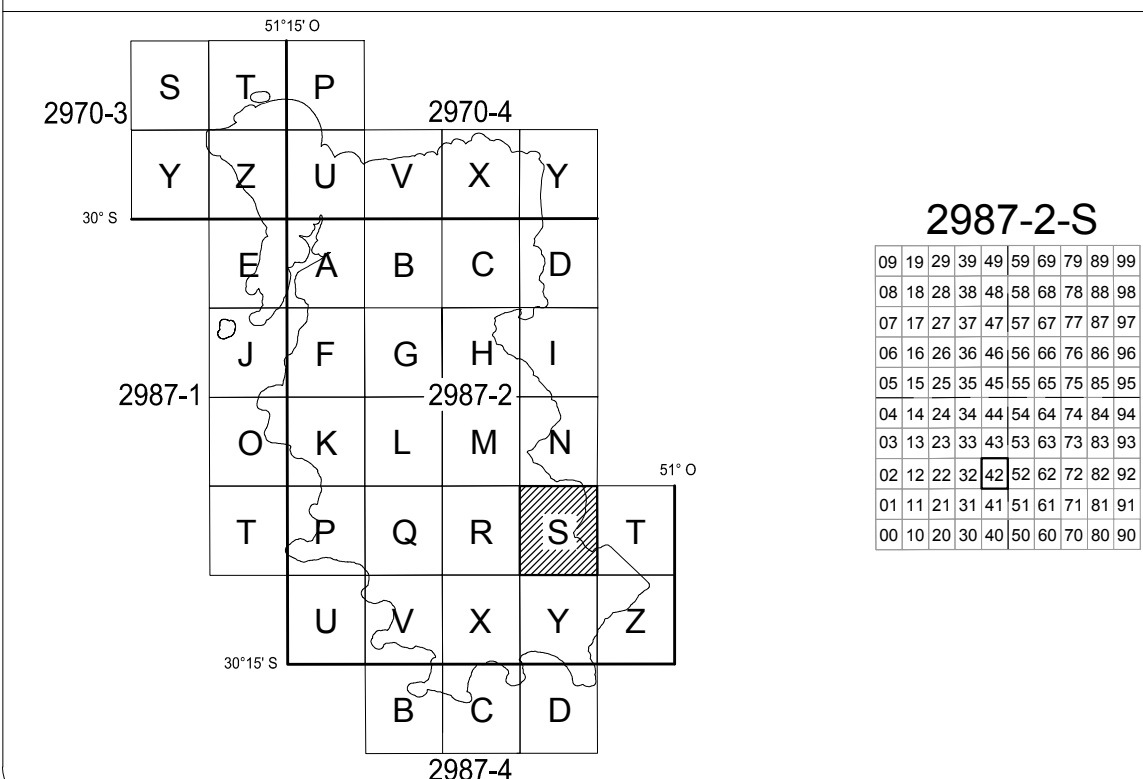 51°15' O
S T P
2970-3 2970-4
Y Z U V X Y
30° S
E A B C D
J F G H I
2987-1 2987-2
O K L M N
51° O
T P Q R S T
U V X Y Z
30°15' S
B C D
2987-4
2987-2-S
09 19 29 39 49 59 69 79 89 99
08 18 28 38 48 58 68 78 88 98
07 17 27 37 47 57 67 77 87 97
06 16 26 36 46 56 66 76 86 96
05 15 25 35 45 55 65 75 85 95
04 14 24 34 44 54 64 74 84 94
03 13 23 33 43 53 63 73 83 93
02 12 22 32 42 52 62 72 82 92
01 11 21 31 41 51 61 71 81 91
00 10 20 30 40 50 60 70 80 90